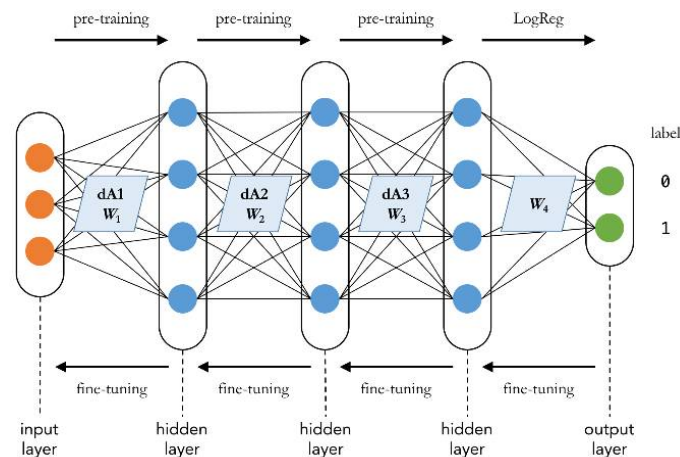 pre-training pre-training pre-training LogReg
label
0
1
dA1
W1
dA2
W2
dA3
W3
W4
fine-tuning fine-tuning fine-tuning fine-tuning
input
layer
hidden
layer
hidden
layer
hidden
layer
output
layer